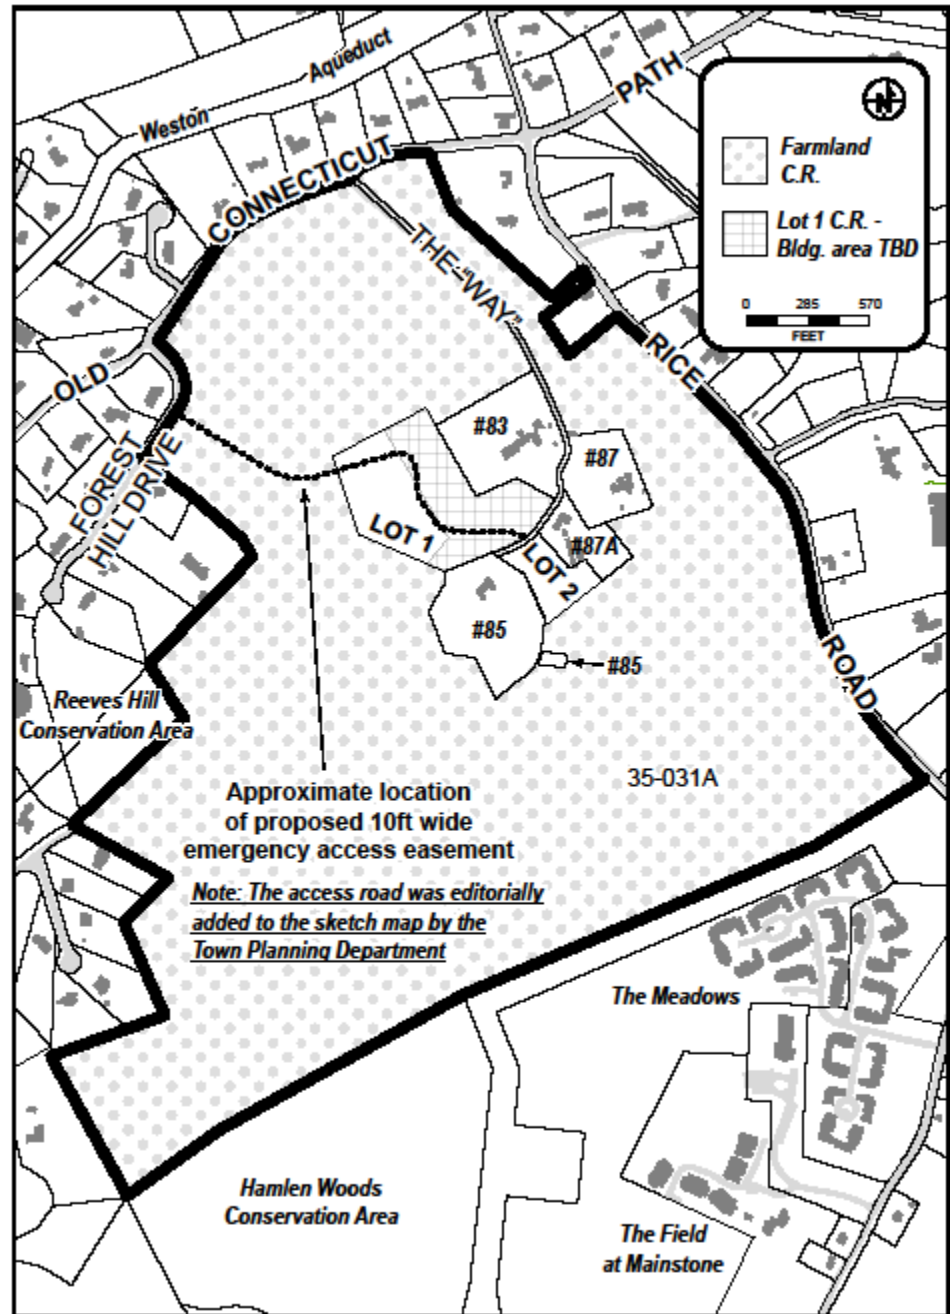 Weston Aqueduct
OLD CONNECTICUT PATH
N
Farmland
C.R.
Lot 1 C.R. -
Bldg. area TBD
0 285 570
FEET
THE "WAY"
RICE ROAD
FOREST
HILL DRIVE
#83
#87
LOT 1
#87A
LOT 2
#85
#85
Reeves Hill
Conservation Area
35-031A
Approximate location
of proposed 10ft wide
emergency access easement
Note: The access road was editorially
added to the sketch map by the
Town Planning Department
The Meadows
Hamlen Woods
Conservation Area
The Field
at Mainstone